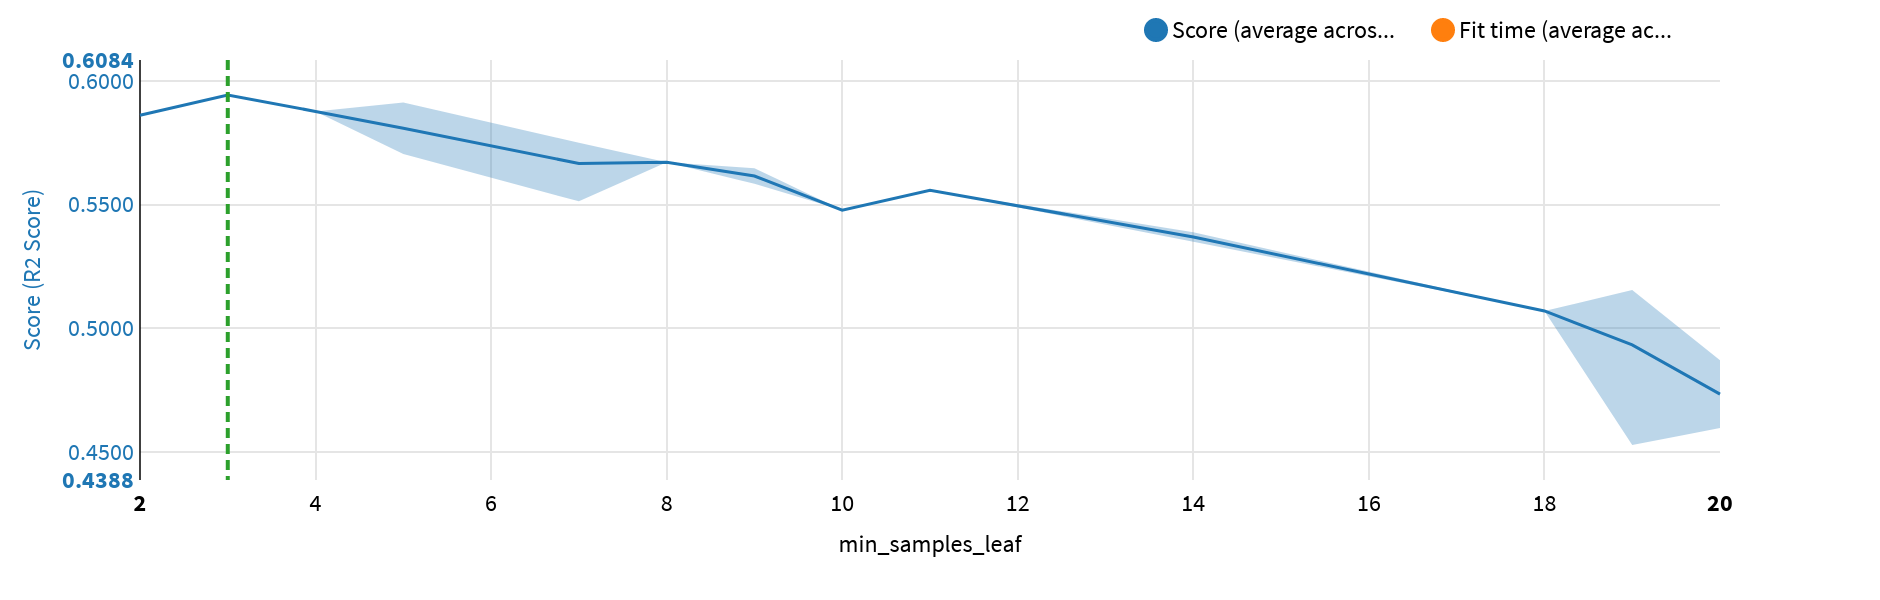 Score (average acros...
Fit time (average ac...
0.6084
0.6000
0.5500
0.5000
0.4500
0.4388
Score (R2 Score)
2 4 6 8 10 12 14 16 18 20
min_samples_leaf